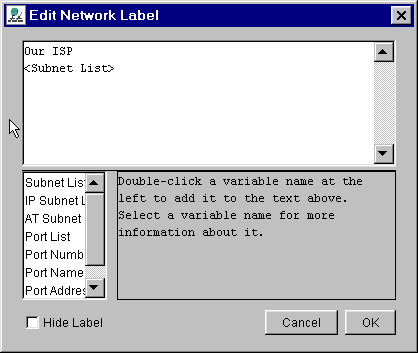 Edit Network Label
Our ISP
<Subnet List>
Subnet Lis
IP Subnet L
AT Subnet
Port List
Port Numb
Port Name
Port Addres
Double-click a variable name at the
left to add it to the text above.
Select a variable name for more
information about it.
Hide Label
Cancel
OK